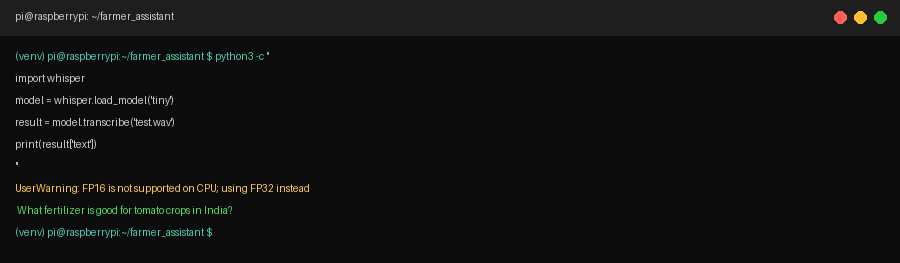 pi@raspberrypi: ~/farmer_assistant
(venv) pi@raspberrypi:~/farmer_assistant $ python3 -c "
import whisper
model = whisper.load_model('tiny')
result = model.transcribe('test.wav')
print(result['text'])
"
UserWarning: FP16 is not supported on CPU; using FP32 instead
What fertilizer is good for tomato crops in India?
(venv) pi@raspberrypi:~/farmer_assistant $